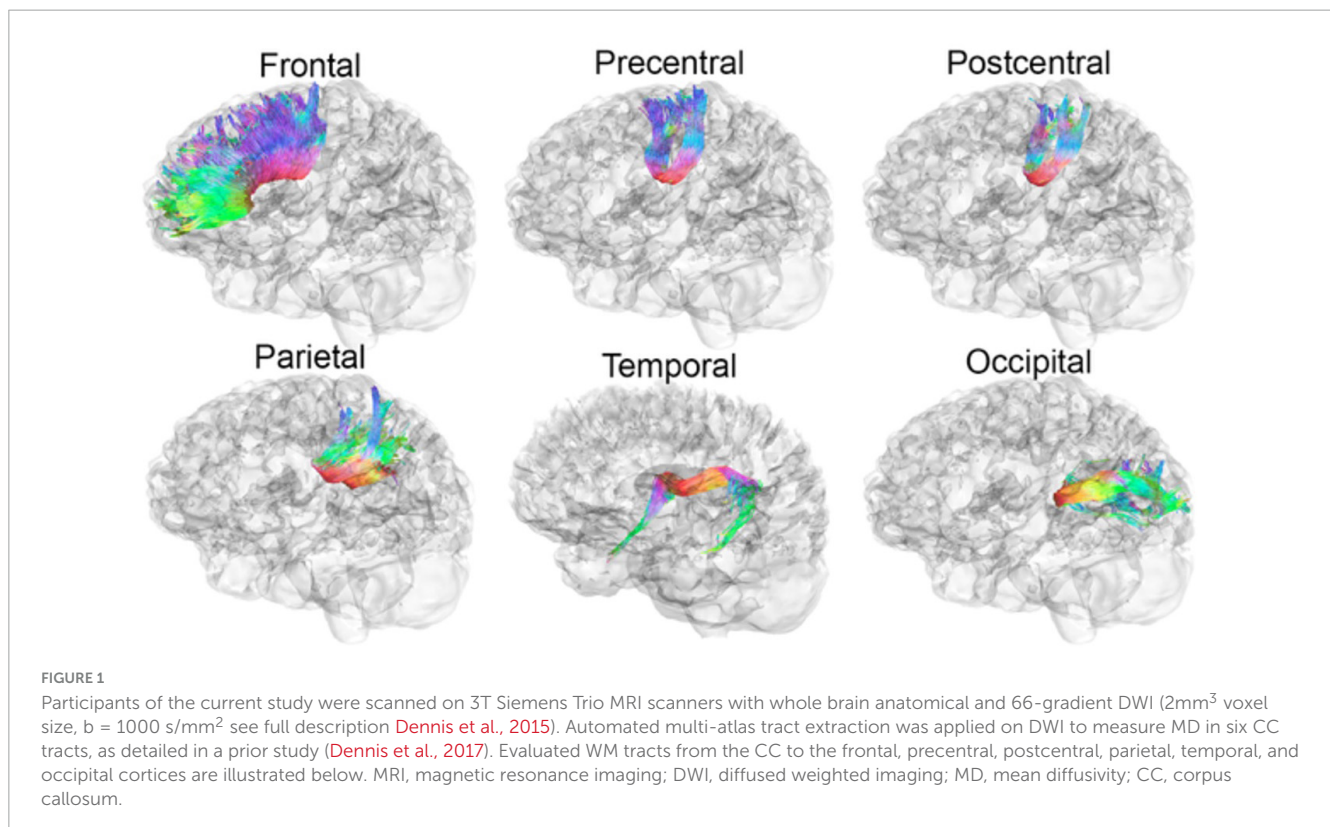 Frontal
Precentral
Postcentral
Parietal
Temporal
Occipital
FIGURE 1
Participants of the current study were scanned on 3T Siemens Trio MRI scanners with whole brain anatomical and 66-gradient DWI (2mm³ voxel
size, b = 1000 s/mm² see full description Dennis et al., 2015). Automated multi-atlas tract extraction was applied on DWI to measure MD in six CC
tracts, as detailed in a prior study (Dennis et al., 2017). Evaluated WM tracts from the CC to the frontal, precentral, postcentral, parietal, temporal, and
occipital cortices are illustrated below. MRI, magnetic resonance imaging; DWI, diffused weighted imaging; MD, mean diffusivity; CC, corpus
callosum.